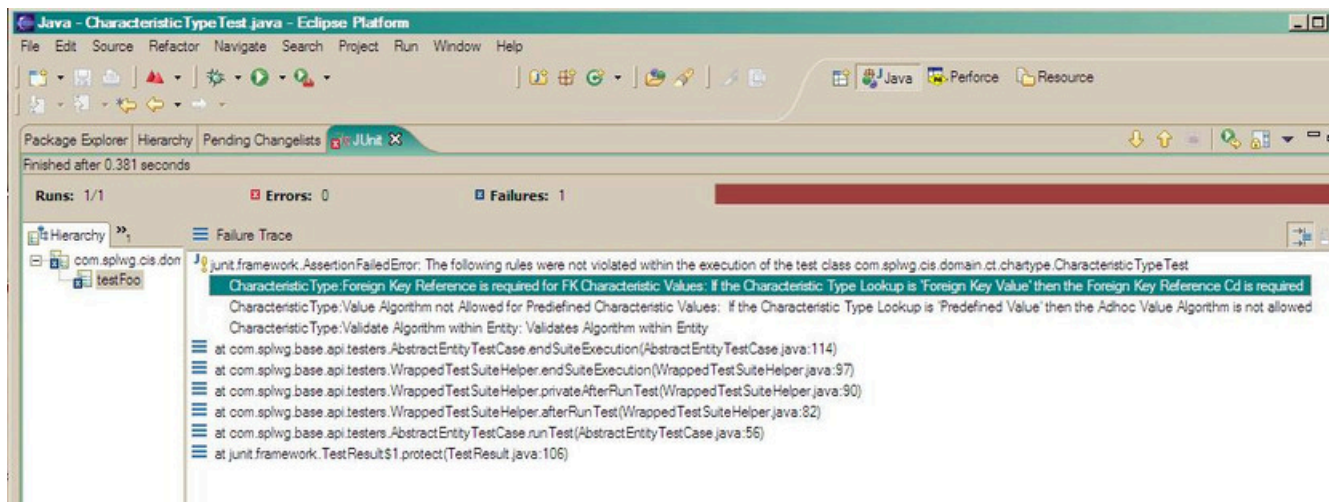 Java - CharacteristicTypeTest.java - Eclipse Platform
File Edit Source Refactor Navigate Search Project Run Window Help
Java Perforce Resource
Package Explorer Hierarchy Pending Changelists JUnit
Finished after 0.381 seconds
Runs: 1/1 Errors: 0 Failures: 1
Hierarchy »1 Failure Trace
com.splwg.cis.dom
testFoo
junit.framework.AssertionFailedError: The following rules were not violated within the execution of the test class com.splwg.cis.domain.ct.chartype.CharacteristicTypeTest
CharacteristicType:Foreign Key Reference is required for FK Characteristic Values: If the Characteristic Type Lookup is 'Foreign Key Value' then the Foreign Key Reference Cd is required
CharacteristicType:Value Algorithm not Allowed for Predefined Characteristic Values: If the Characteristic Type Lookup is 'Predefined Value' then the Adhoc Value Algorithm is not allowed
CharacteristicType:Validate Algorithm within Entity: Validates Algorithm within Entity
at com.splwg.base.api.testers.AbstractEntityTestCase.endSuiteExecution(AbstractEntityTestCase.java:114)
at com.splwg.base.api.testers.WrappedTestSuiteHelper.endSuiteExecution(WrappedTestSuiteHelper.java:97)
at com.splwg.base.api.testers.WrappedTestSuiteHelper.privateAfterRunTest(WrappedTestSuiteHelper.java:90)
at com.splwg.base.api.testers.WrappedTestSuiteHelper.afterRunTest(WrappedTestSuiteHelper.java:82)
at com.splwg.base.api.testers.AbstractEntityTestCase.runTest(AbstractEntityTestCase.java:56)
at junit.framework.TestResult$1.protect(TestResult.java:106)